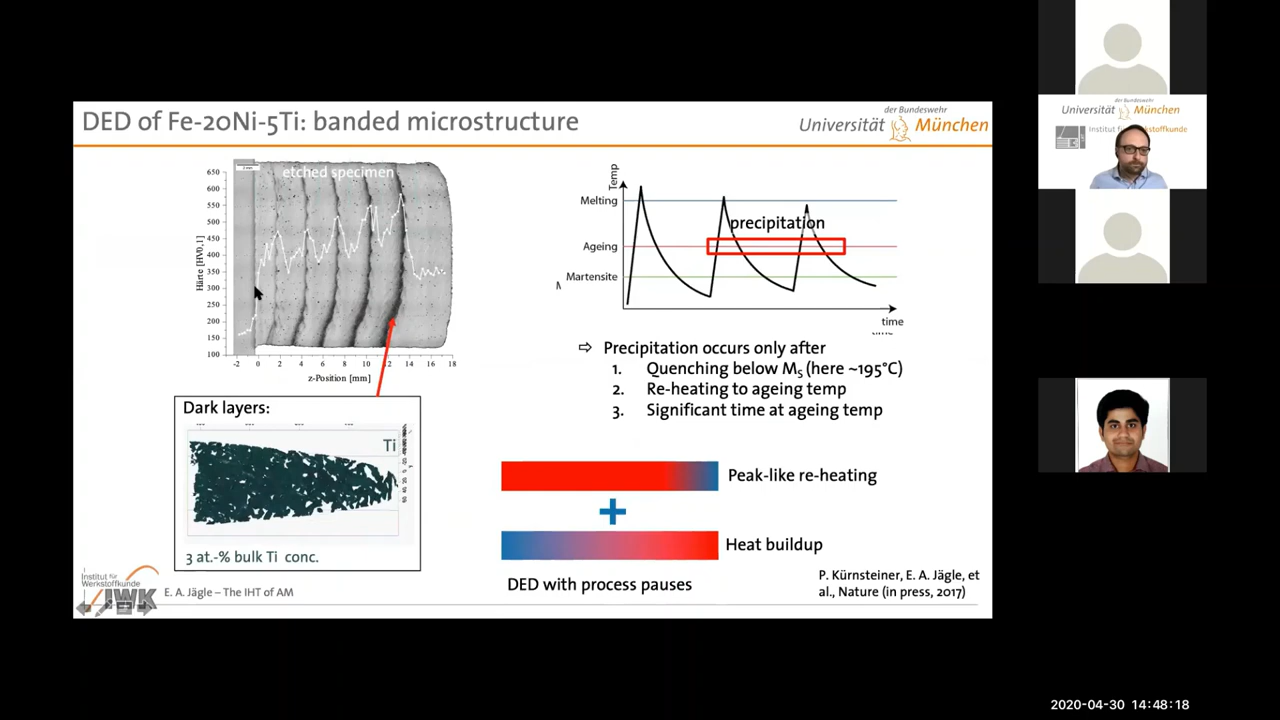 DED of Fe-20Ni-5Ti: banded microstructure
der Bundeswehr
Universität München
etched specimen
650
600
550
500
450
400
350
300
250
200
150
100
Härte [HV0,1]
-2 0 2 4 6 8 10 12 14 16 18
z-Position [mm]
Temp
Melting
precipitation
Ageing
Martensite
time
⇨ Precipitation occurs only after
1. Quenching below MS (here ~195°C)
2. Re-heating to ageing temp
3. Significant time at ageing temp
Dark layers:
Ti
3 at.-% bulk Ti conc.
Peak-like re-heating
+
Heat buildup
DED with process pauses
P. Kürnsteiner, E. A. Jägle, et
al., Nature (in press, 2017)
Institut für
Werkstoffkunde
IWK
E. A. Jägle – The IHT of AM
der Bundeswehr
Universität München
2020-04-30 14:48:18